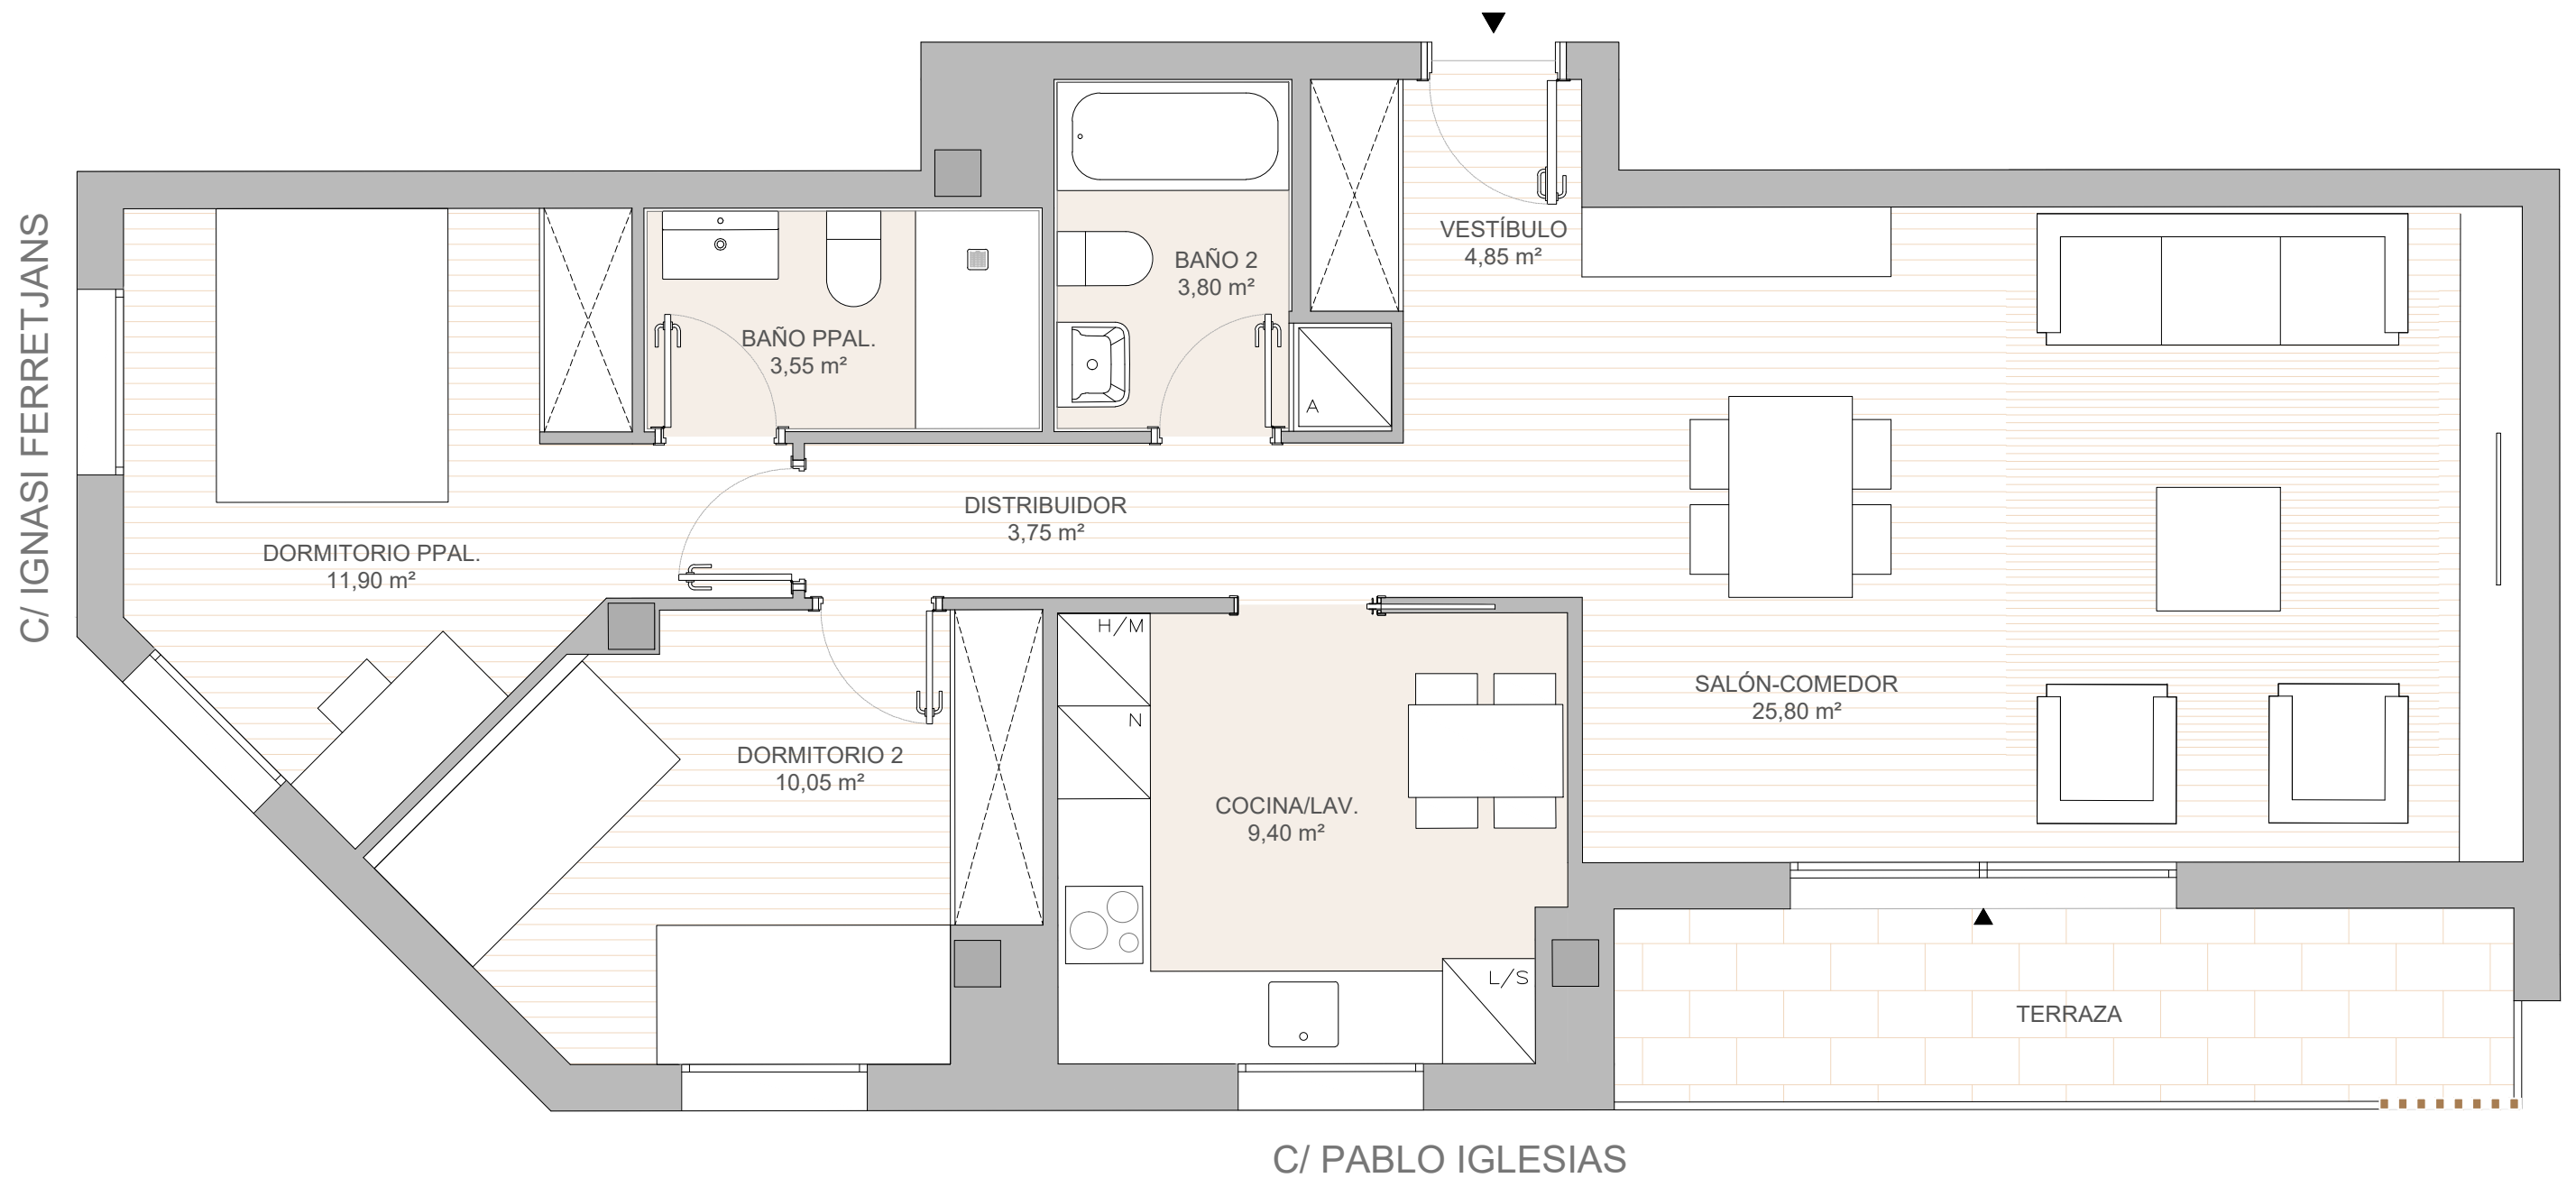 VESTÍBULO
4,85 m²
BAÑO 2
3,80 m²
BAÑO PPAL.
3,55 m²
A
C/ IGNASI FERRETJANS
DISTRIBUIDOR
3,75 m²
DORMITORIO PPAL.
11,90 m²
H/M
N
SALÓN-COMEDOR
25,80 m²
DORMITORIO 2
10,05 m²
COCINA/LAV.
9,40 m²
L/S
TERRAZA
C/ PABLO IGLESIAS